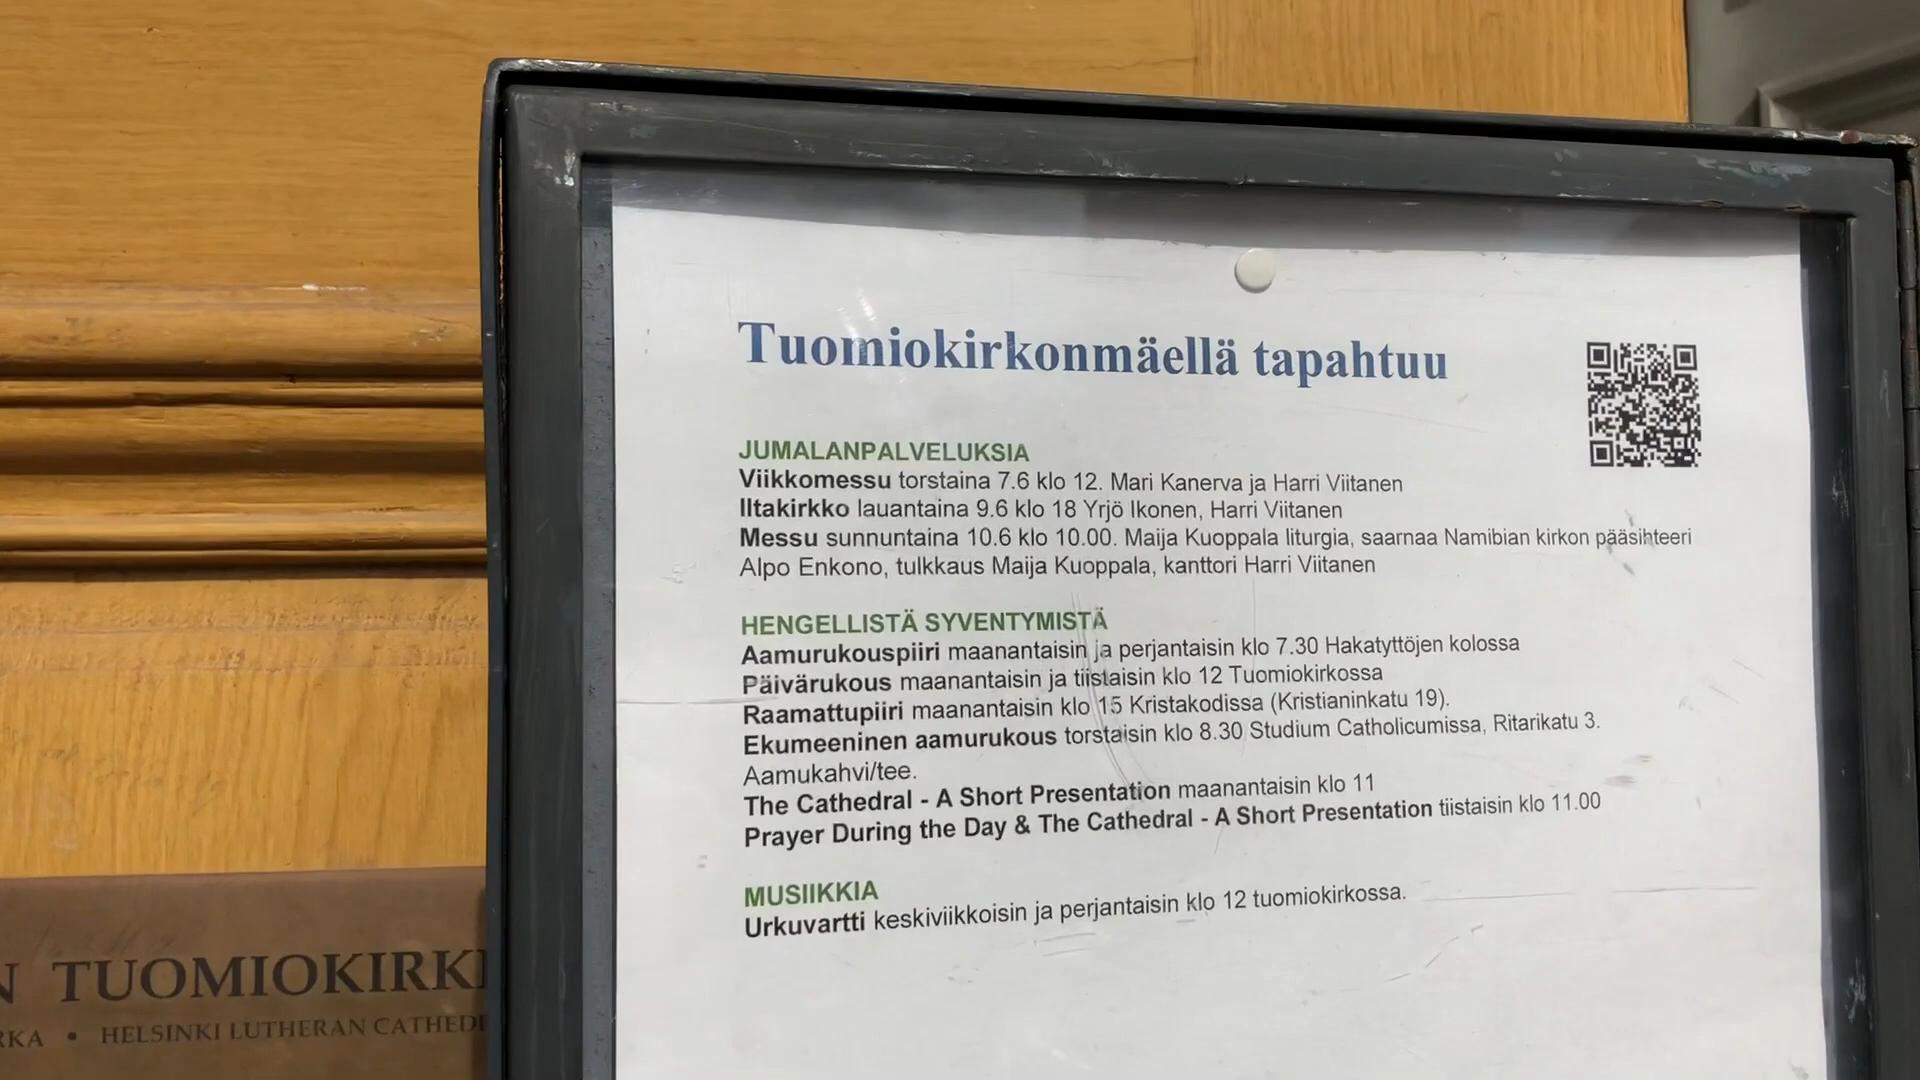 Tuomiokirkonmäellä tapahtuu
JUMALANPALVELUKSIA
Viikkomessu torstaina 7.6 klo 12. Mari Kanerva ja Harri Viitanen
Iltakirkko lauantaina 9.6 klo 18 Yrjö Ikonen, Harri Viitanen
Messu sunnuntaina 10.6 klo 10.00. Maija Kuoppala liturgia, saarnaa Namibian kirkon pääsihteeri
Alpo Enkono, tulkkaus Maija Kuoppala, kanttori Harri Viitanen
HENGELLISTÄ SYVENTYMISTÄ
Aamurukouspiiri maanantaisin ja perjantaisin klo 7.30 Hakatyttöjen kolossa
Päivärukous maanantaisin ja tiistaisin klo 12 Tuomiokirkossa
Raamattupiiri maanantaisin klo 15 Kristakodissa (Kristianinkatu 19).
Ekumeeninen aamurukous torstaisin klo 8.30 Studium Catholicumissa, Ritarikatu 3.
Aamukahvi/tee.
The Cathedral - A Short Presentation maanantaisin klo 11
Prayer During the Day & The Cathedral - A Short Presentation tiistaisin klo 11.00
MUSIIKKIA
Urkuvartti keskiviikkoisin ja perjantaisin klo 12 tuomiokirkossa.
N TUOMIOKIRK
RKA • HELSINKI LUTHERAN CATHED